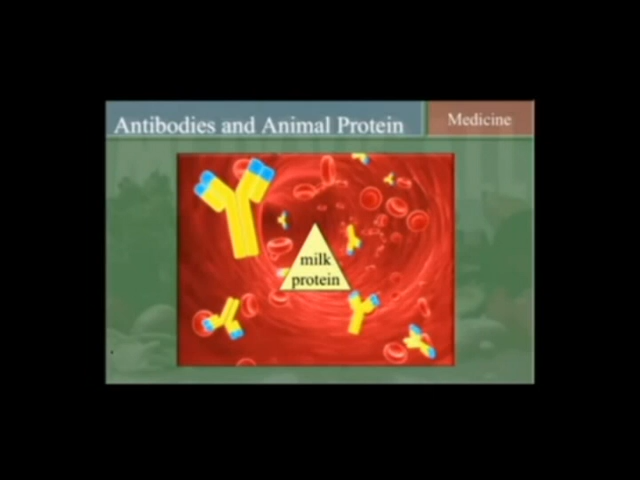 Antibodies and Animal Protein
Medicine
milk
protein